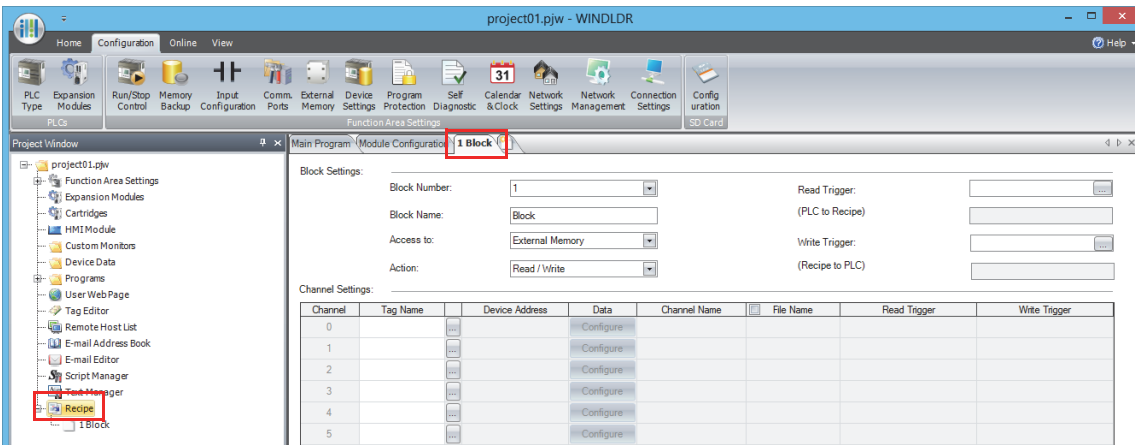 project01.pjw - WINDLDR
Home Configuration Online View Help
PLC Type
Expansion Modules
Run/Stop Control
Memory Backup
Input Configuration
Comm. Ports
External Memory
Device Settings
Program Protection
Self Diagnostic
Calendar &Clock
Network Settings
Network Management
Connection Settings
Config uration
31
PLCs Function Area Settings SD Card
Project Window
Main Program Module Configuration 1 Block
project01.pjw
Function Area Settings
Expansion Modules
Cartridges
HMI Module
Custom Monitors
Device Data
Programs
User Web Page
Tag Editor
Remote Host List
E-mail Address Book
E-mail Editor
Script Manager
Text Manager
Recipe
1 Block
Block Settings:
Block Number: 1
Block Name: Block
Access to: External Memory
Action: Read / Write
Read Trigger: ...
(PLC to Recipe)
Write Trigger: ...
(Recipe to PLC)
Channel Settings:
Channel Tag Name Device Address Data Channel Name File Name Read Trigger Write Trigger
0 ... Configure
1 ... Configure
2 ... Configure
3 ... Configure
4 ... Configure
5 ... Configure